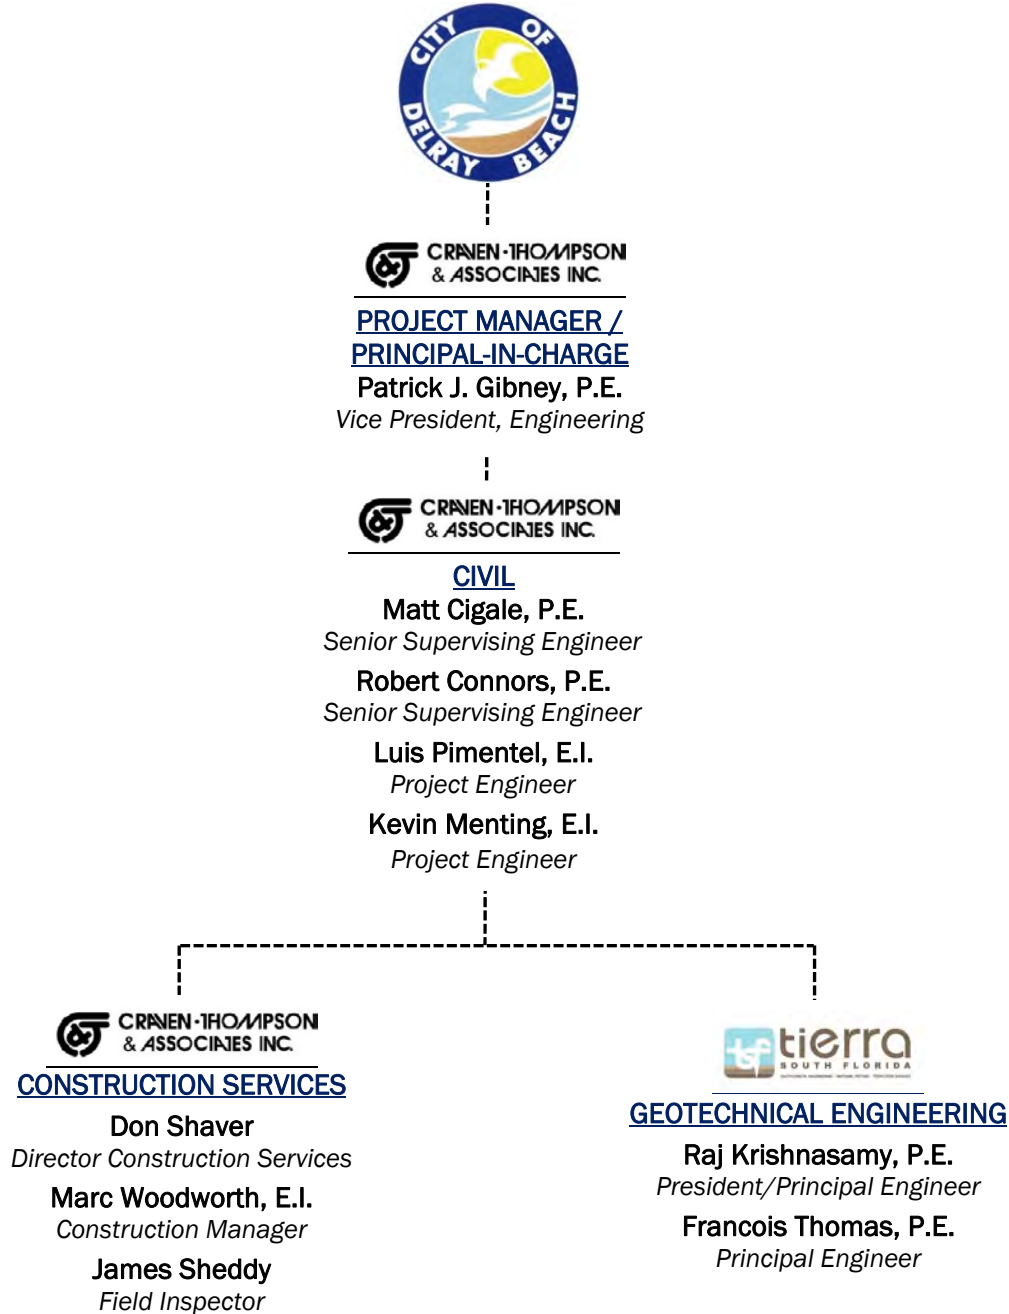 CITY OF
DELRAY BEACH
CRAVEN·THOMPSON
& ASSOCIATES INC.
PROJECT MANAGER /
PRINCIPAL-IN-CHARGE
Patrick J. Gibney, P.E.
Vice President, Engineering
CRAVEN·THOMPSON
& ASSOCIATES INC.
CIVIL
Matt Cigale, P.E.
Senior Supervising Engineer
Robert Connors, P.E.
Senior Supervising Engineer
Luis Pimentel, E.I.
Project Engineer
Kevin Menting, E.I.
Project Engineer
CRAVEN·THOMPSON
& ASSOCIATES INC.
CONSTRUCTION SERVICES
Don Shaver
Director Construction Services
Marc Woodworth, E.I.
Construction Manager
James Sheddy
Field Inspector
tsf tierra
SOUTH FLORIDA
GEOTECHNICAL ENGINEERING
Raj Krishnasamy, P.E.
President/Principal Engineer
Francois Thomas, P.E.
Principal Engineer